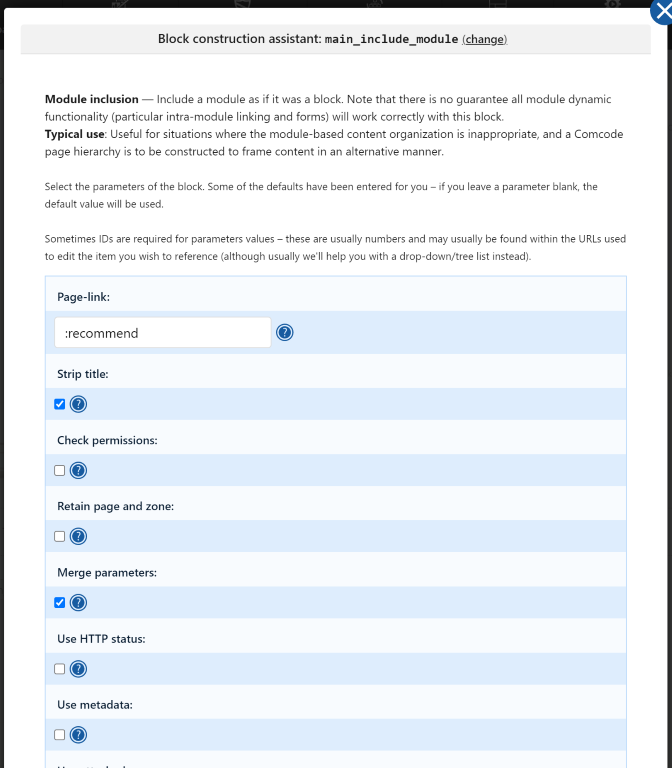 Block construction assistant: main_include_module (change)
Module inclusion — Include a module as if it was a block. Note that there is no guarantee all module dynamic
functionality (particular intra-module linking and forms) will work correctly with this block.
Typical use: Useful for situations where the module-based content organization is inappropriate, and a Comcode
page hierarchy is to be constructed to frame content in an alternative manner.
Select the parameters of the block. Some of the defaults have been entered for you – if you leave a parameter blank, the
default value will be used.
Sometimes IDs are required for parameters values – these are usually numbers and may usually be found within the URLs used
to edit the item you wish to reference (although usually we'll help you with a drop-down/tree list instead).
Page-link:
:recommend
Strip title:
Check permissions:
Retain page and zone:
Merge parameters:
Use HTTP status:
Use metadata: